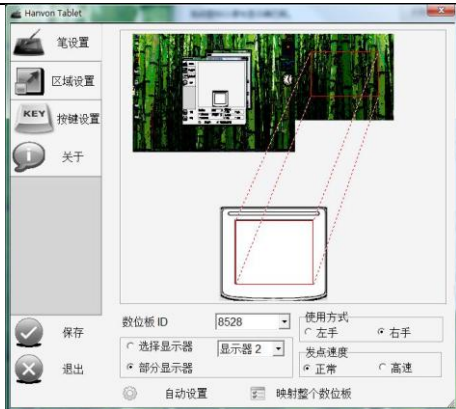 Hanvon Tablet
笔设置
区域设置
KEY 按键设置
关于
保存
退出
数位板 ID 8528
选择显示器 显示器 2
部分显示器
使用方式
左手 右手
发点速度
正常 高速
自动设置 映射整个数位板